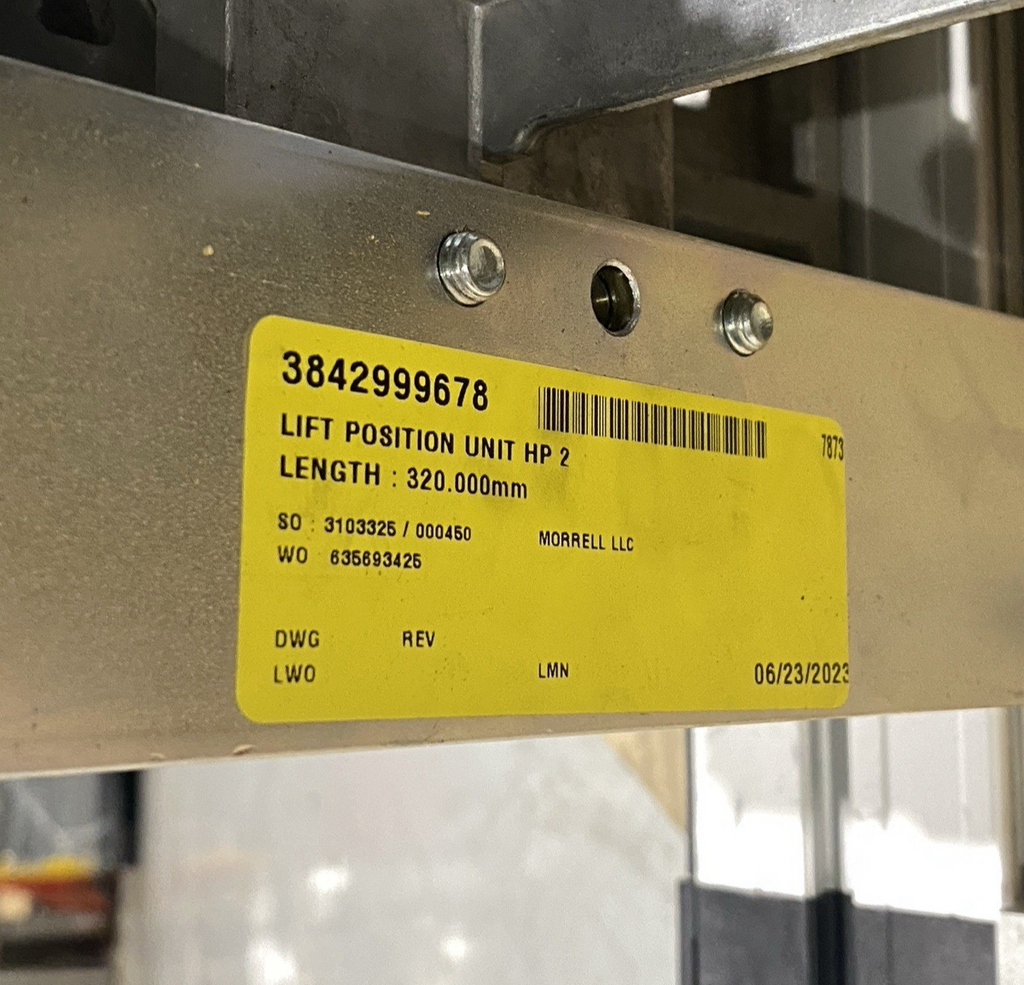 3842999678
7873
LIFT POSITION UNIT HP 2
LENGTH : 320.000mm
SO : 3103325 / 000450 MORRELL LLC
WO 635693425
DWG REV
LWO LMN 06/23/2023